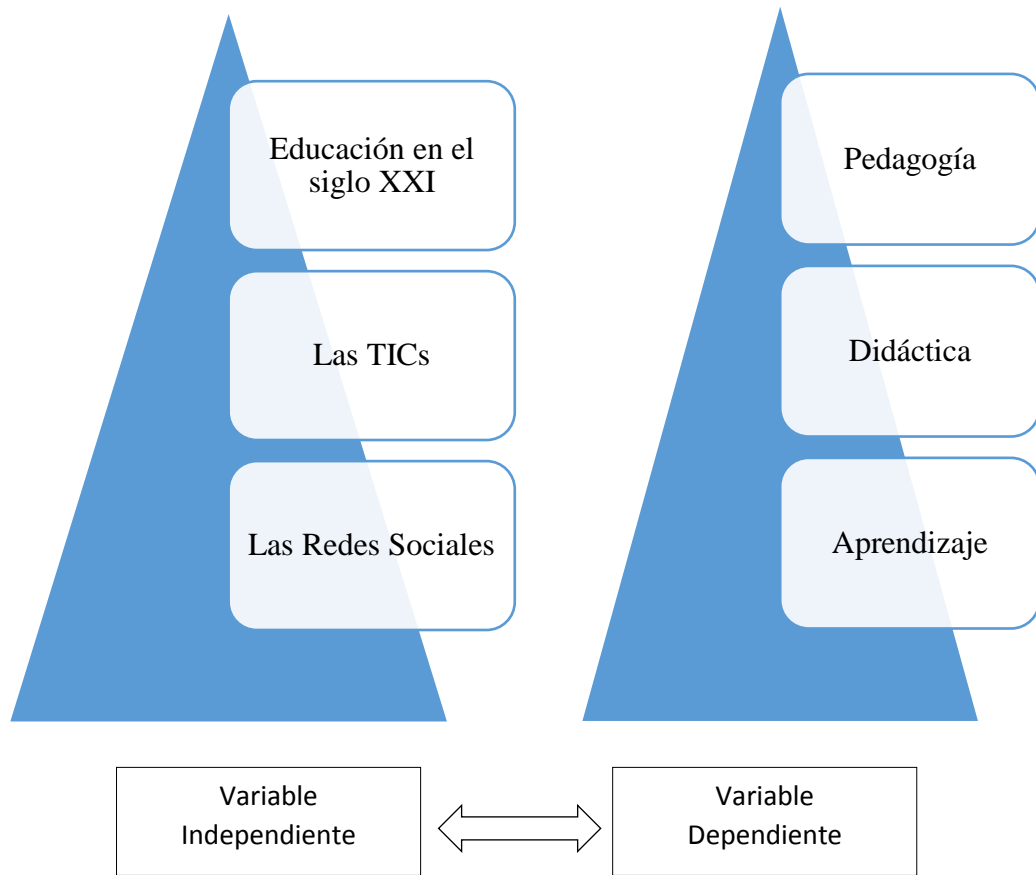 Educación en el
siglo XXI
Las TICs
Las Redes Sociales
Pedagogía
Didáctica
Aprendizaje
Variable
Independiente
Variable
Dependiente